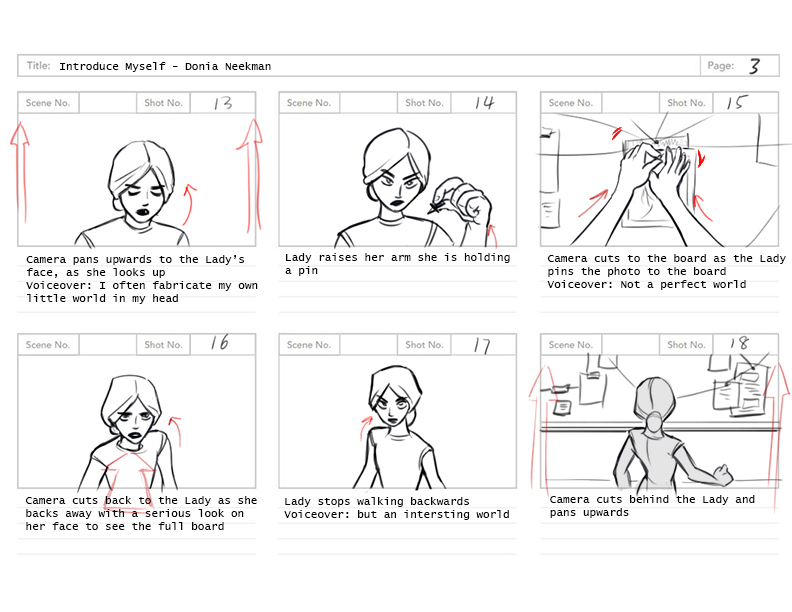 Title: Introduce Myself - Donia Neekman Page: 3
Scene No. Shot No. 13
Camera pans upwards to the Lady's
face, as she looks up
Voiceover: I often fabricate my own
little world in my head
Scene No. Shot No. 14
Lady raises her arm she is holding
a pin
Scene No. Shot No. 15
Camera cuts to the board as the Lady
pins the photo to the board
Voiceover: Not a perfect world
Scene No. Shot No. 16
Camera cuts back to the Lady as she
backs away with a serious look on
her face to see the full board
Scene No. Shot No. 17
Lady stops walking backwards
Voiceover: but an intersting world
Scene No. Shot No. 18
Camera cuts behind the Lady and
pans upwards